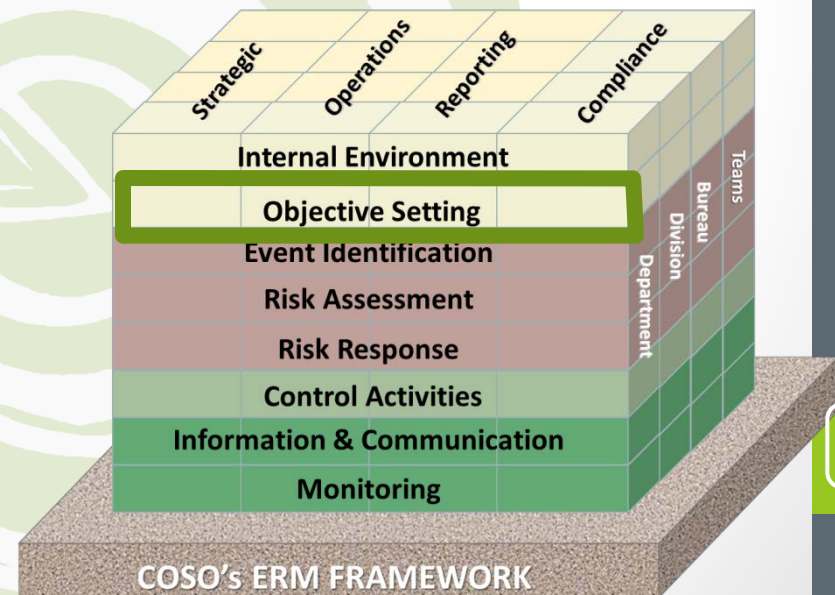 Strategic
Operations
Reporting
Compliance
Internal Environment
Objective Setting
Event Identification
Risk Assessment
Risk Response
Control Activities
Information & Communication
Monitoring
Department
Division
Bureau
Teams
COSO's ERM FRAMEWORK